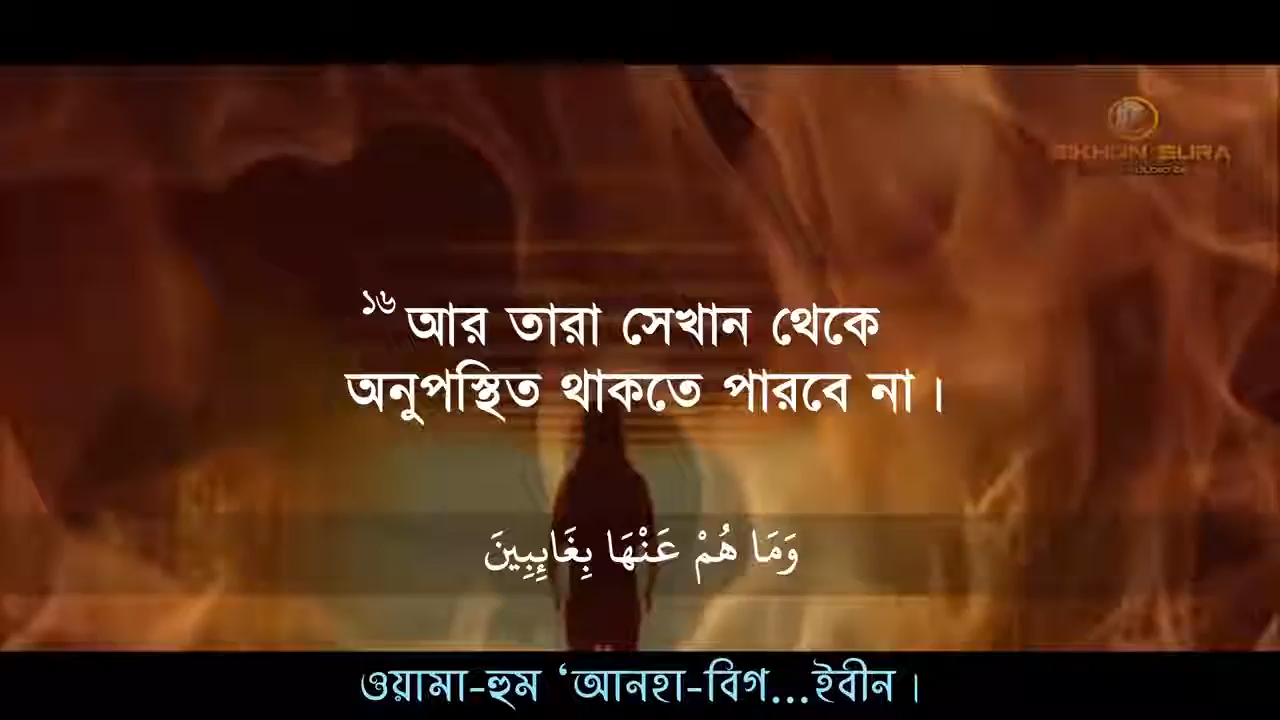 ১৬ আর তারা সেখান থেকে
অনুপস্থিত থাকতে পারবে না।
وَمَا هُمْ عَنْهَا بِغَائِبِينَ
ওয়ামা-হুম ‘আনহা-বিগ...ইবীন।